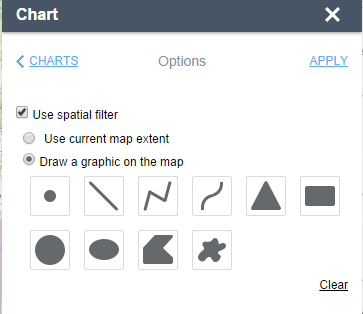 Chart
CHARTS Options APPLY
Use spatial filter
Use current map extent
Draw a graphic on the map
Clear